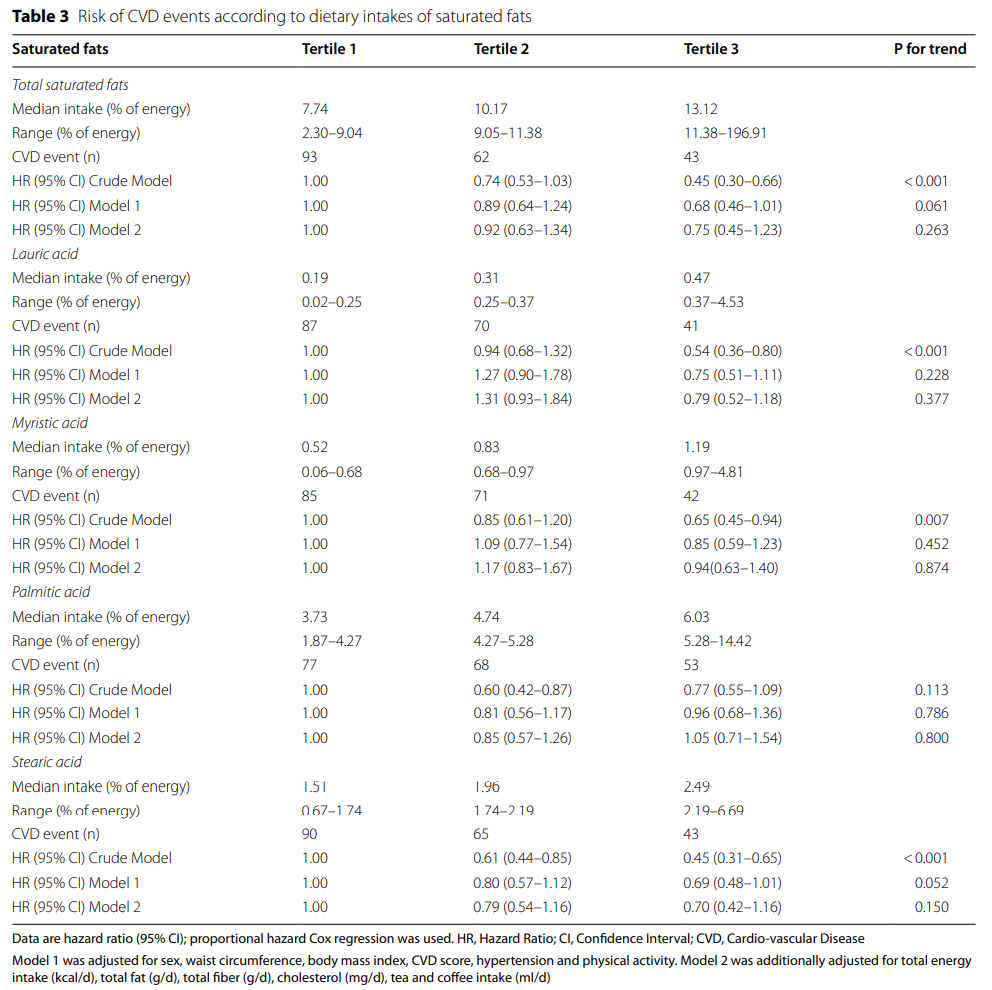 Table 3 Risk of CVD events according to dietary intakes of saturated fats
Saturated fats Tertile 1 Tertile 2 Tertile 3 P for trend
Total saturated fats
Median intake (% of energy) 7.74 10.17 13.12
Range (% of energy) 2.30–9.04 9.05–11.38 11.38–196.91
CVD event (n) 93 62 43
HR (95% CI) Crude Model 1.00 0.74 (0.53–1.03) 0.45 (0.30–0.66) <0.001
HR (95% CI) Model 1 1.00 0.89 (0.64–1.24) 0.68 (0.46–1.01) 0.061
HR (95% CI) Model 2 1.00 0.92 (0.63–1.34) 0.75 (0.45–1.23) 0.263
Lauric acid
Median intake (% of energy) 0.19 0.31 0.47
Range (% of energy) 0.02–0.25 0.25–0.37 0.37–4.53
CVD event (n) 87 70 41
HR (95% CI) Crude Model 1.00 0.94 (0.68–1.32) 0.54 (0.36–0.80) <0.001
HR (95% CI) Model 1 1.00 1.27 (0.90–1.78) 0.75 (0.51–1.11) 0.228
HR (95% CI) Model 2 1.00 1.31 (0.93–1.84) 0.79 (0.52–1.18) 0.377
Myristic acid
Median intake (% of energy) 0.52 0.83 1.19
Range (% of energy) 0.06–0.68 0.68–0.97 0.97–4.81
CVD event (n) 85 71 42
HR (95% CI) Crude Model 1.00 0.85 (0.61–1.20) 0.65 (0.45–0.94) 0.007
HR (95% CI) Model 1 1.00 1.09 (0.77–1.54) 0.85 (0.59–1.23) 0.452
HR (95% CI) Model 2 1.00 1.17 (0.83–1.67) 0.94(0.63–1.40) 0.874
Palmitic acid
Median intake (% of energy) 3.73 4.74 6.03
Range (% of energy) 1.87–4.27 4.27–5.28 5.28–14.42
CVD event (n) 77 68 53
HR (95% CI) Crude Model 1.00 0.60 (0.42–0.87) 0.77 (0.55–1.09) 0.113
HR (95% CI) Model 1 1.00 0.81 (0.56–1.17) 0.96 (0.68–1.36) 0.786
HR (95% CI) Model 2 1.00 0.85 (0.57–1.26) 1.05 (0.71–1.54) 0.800
Stearic acid
Median intake (% of energy) 1.51 1.96 2.49
Range (% of energy) 0.67–1.74 1.74–2.19 2.19–6.69
CVD event (n) 90 65 43
HR (95% CI) Crude Model 1.00 0.61 (0.44–0.85) 0.45 (0.31–0.65) <0.001
HR (95% CI) Model 1 1.00 0.80 (0.57–1.12) 0.69 (0.48–1.01) 0.052
HR (95% CI) Model 2 1.00 0.79 (0.54–1.16) 0.70 (0.42–1.16) 0.150
Data are hazard ratio (95% CI); proportional hazard Cox regression was used. HR, Hazard Ratio; CI, Confidence Interval; CVD, Cardio-vascular Disease
Model 1 was adjusted for sex, waist circumference, body mass index, CVD score, hypertension and physical activity. Model 2 was additionally adjusted for total energy
intake (kcal/d), total fat (g/d), total fiber (g/d), cholesterol (mg/d), tea and coffee intake (ml/d)